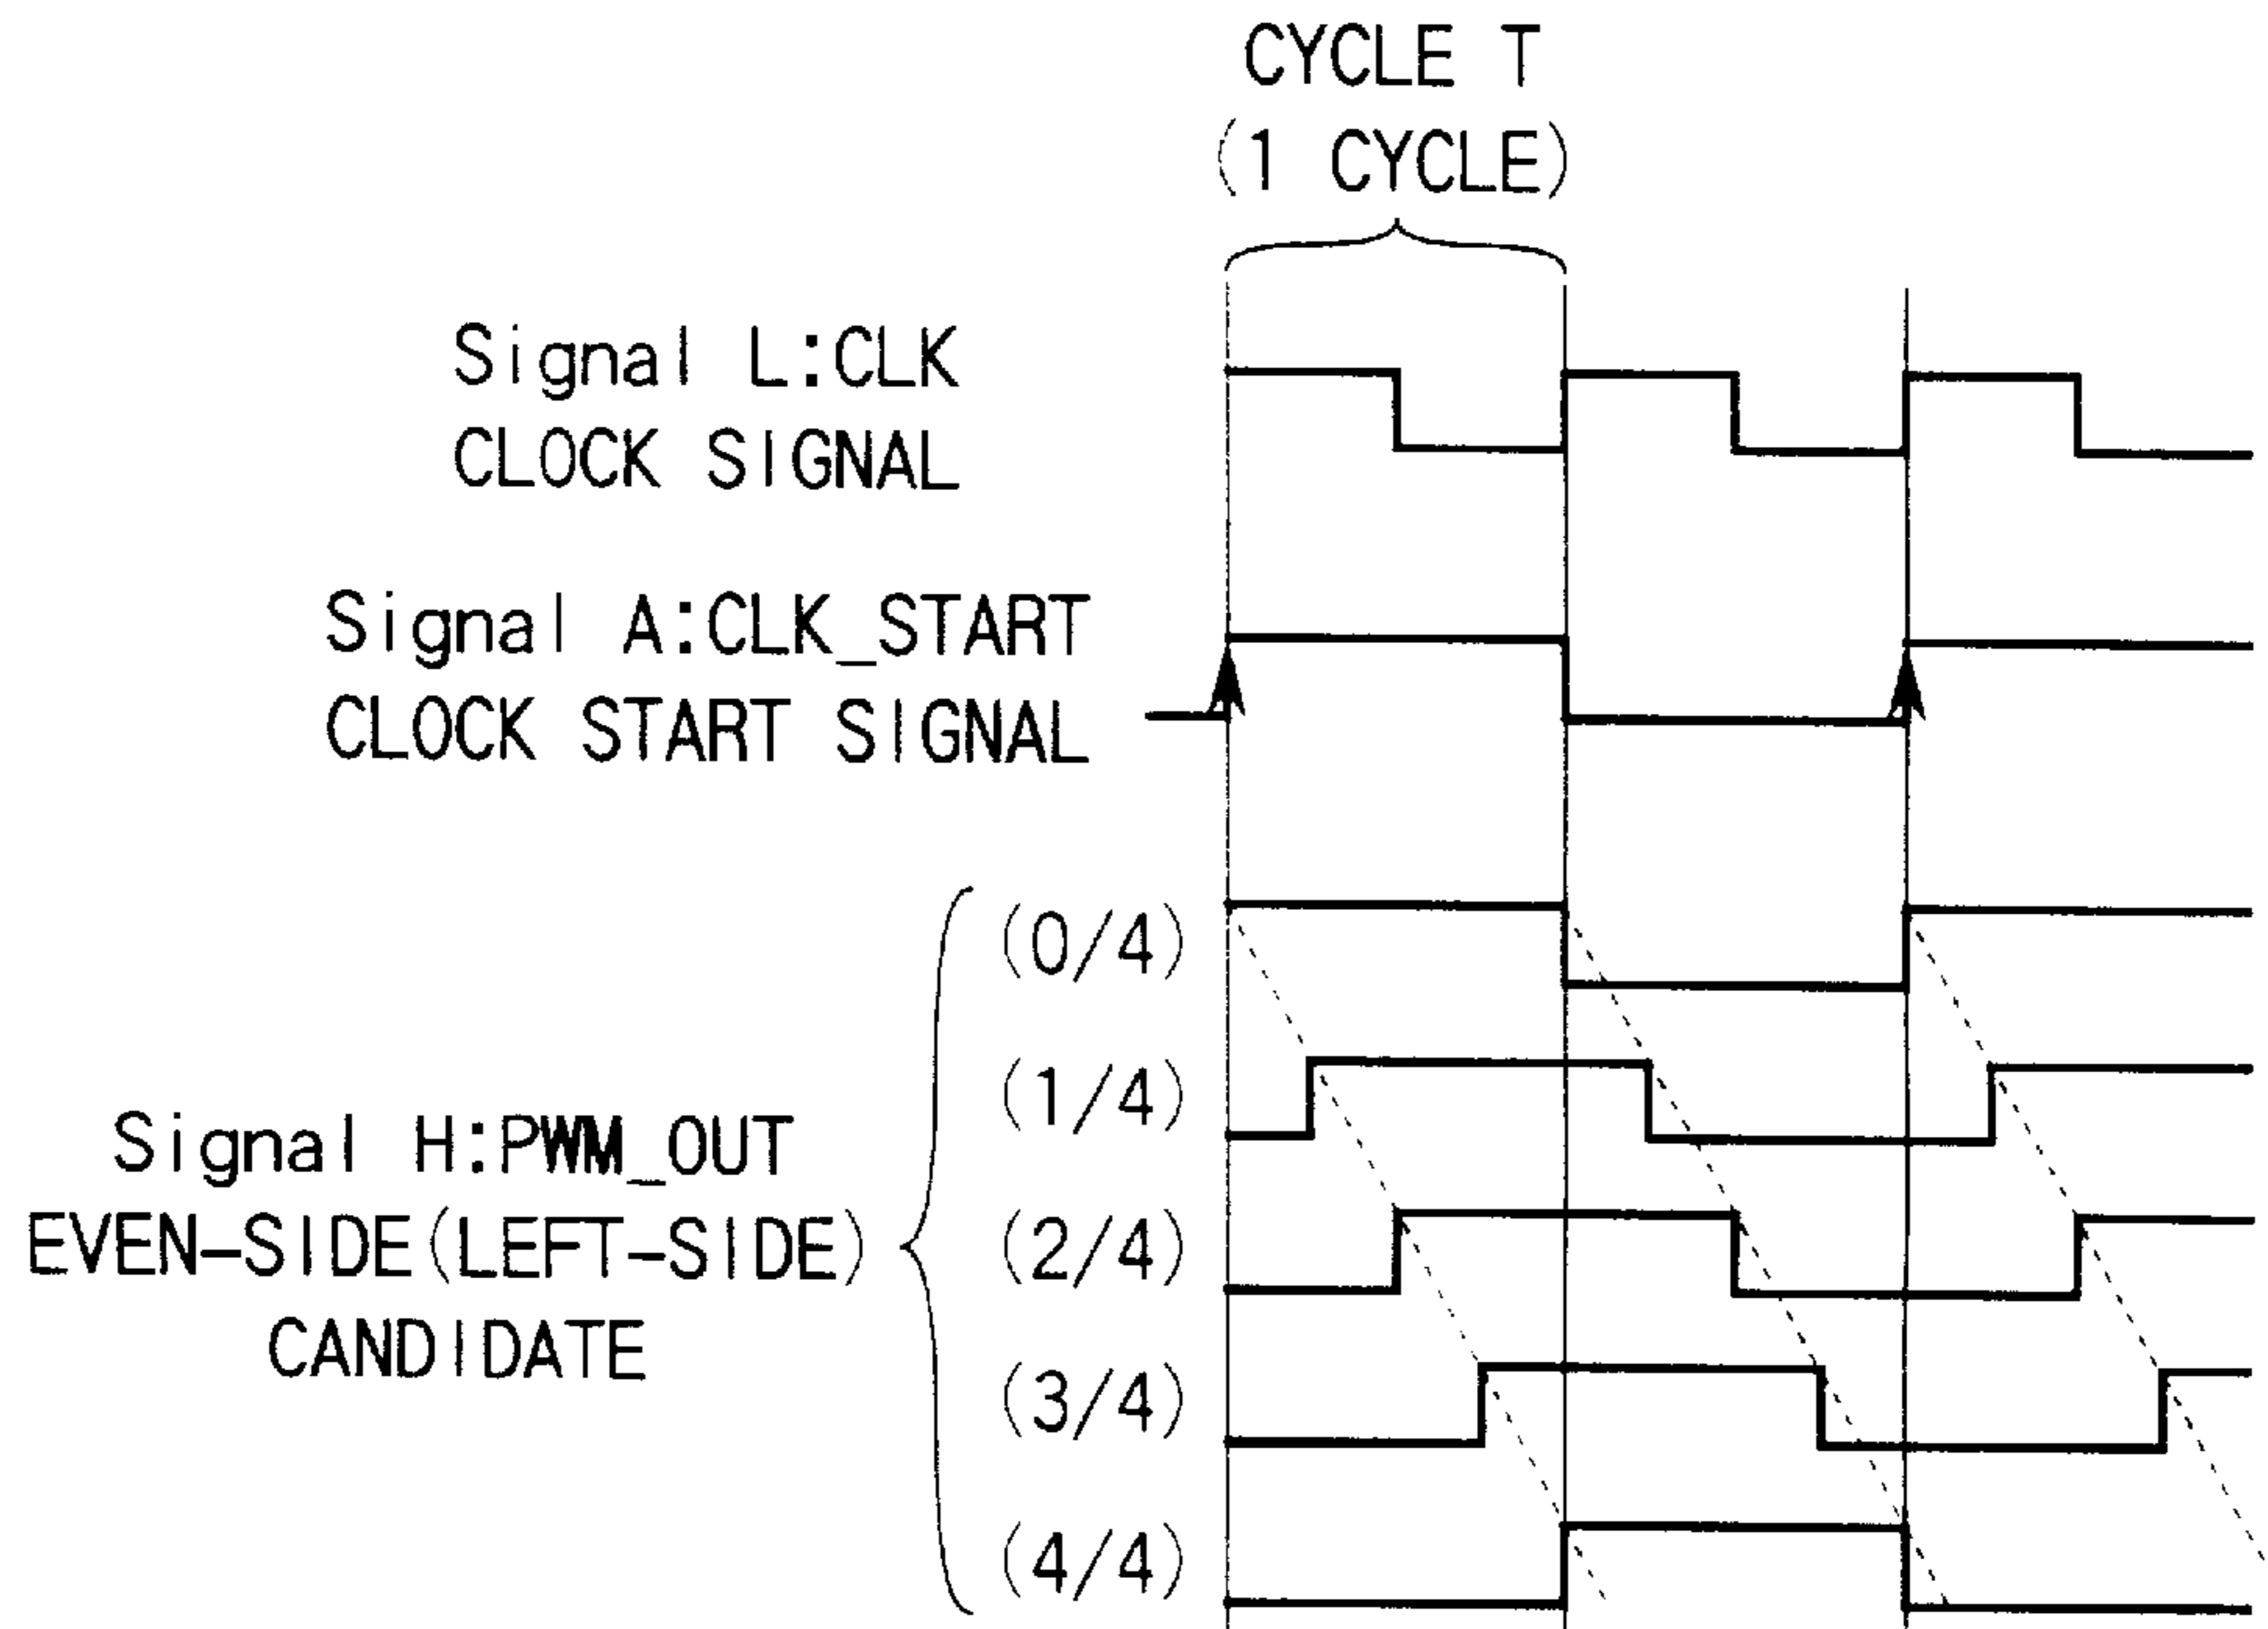 CYCLE T
(1 CYCLE)
Signal L:CLK
CLOCK SIGNAL
Signal A:CLK_START
CLOCK START SIGNAL
(0/4)
(1/4)
Signal H:PWM_OUT
EVEN-SIDE(LEFT-SIDE)
(2/4)
CANDIDATE
(3/4)
(4/4)